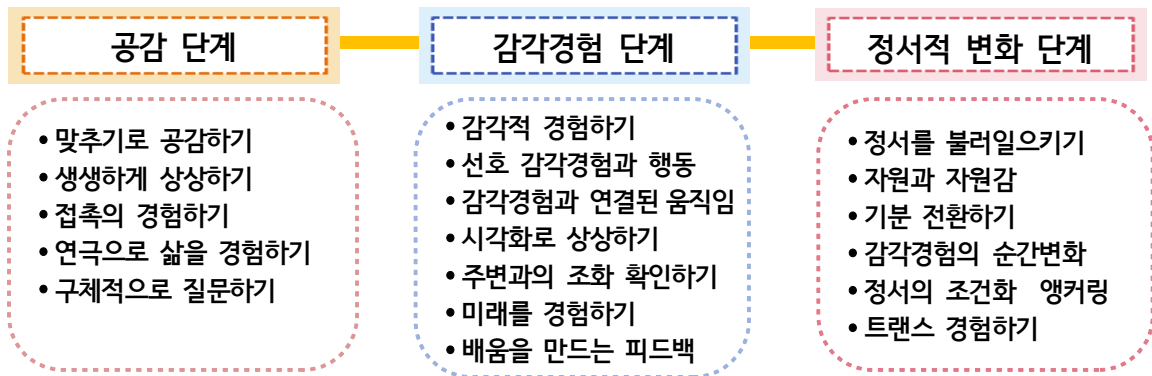 공감 단계
감각경험 단계
정서적 변화 단계
• 맞추기로 공감하기
• 생생하게 상상하기
• 접촉의 경험하기
• 연극으로 삶을 경험하기
• 구체적으로 질문하기
• 감각적 경험하기
• 선호 감각경험과 행동
• 감각경험과 연결된 움직임
• 시각화로 상상하기
• 주변과의 조화 확인하기
• 미래를 경험하기
• 배움을 만드는 피드백
• 정서를 불러일으키기
• 자원과 자원감
• 기분 전환하기
• 감각경험의 순간변화
• 정서의 조건화 앵커링
• 트랜스 경험하기